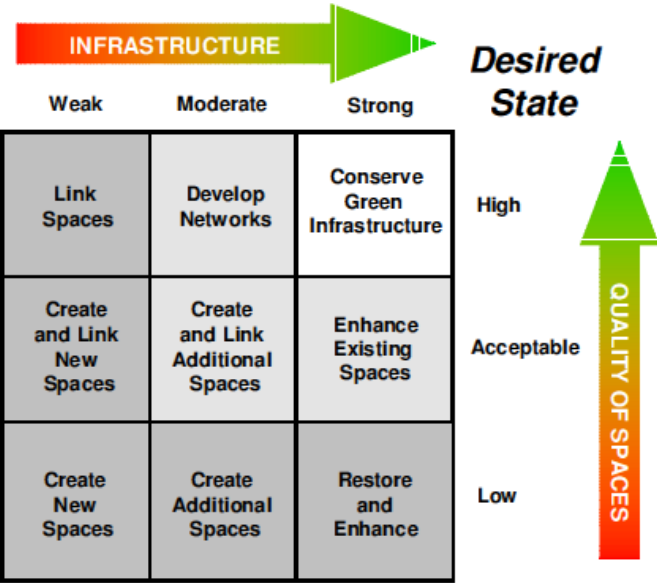 INFRASTRUCTURE
Desired
State
Weak
Moderate
Strong
Link
Spaces
Develop
Networks
Conserve
Green
Infrastructure
High
Create
and Link
New
Spaces
Create
and Link
Additional
Spaces
Enhance
Existing
Spaces
Acceptable
Create
New
Spaces
Create
Additional
Spaces
Restore
and
Enhance
Low
QUALITY OF SPACES